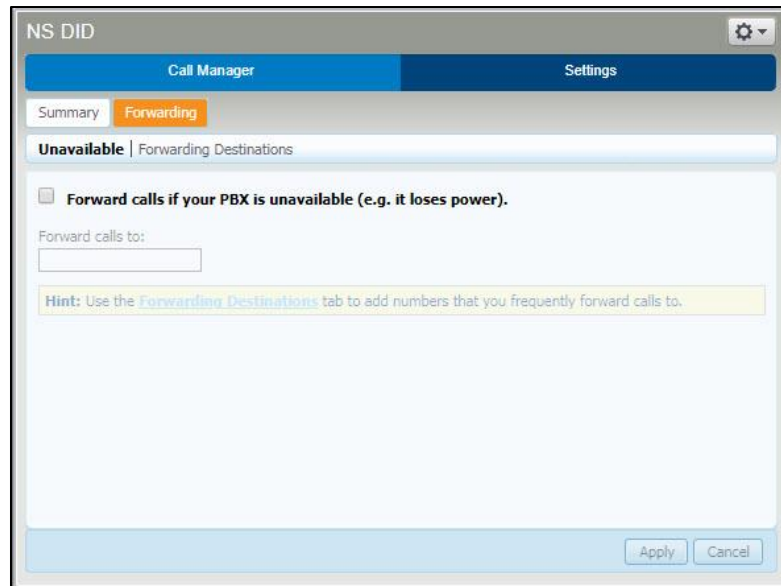 NS DID
Call Manager Settings
Summary Forwarding
Unavailable | Forwarding Destinations
Forward calls if your PBX is unavailable (e.g. it loses power).
Forward calls to:
Hint: Use the Forwarding Destinations tab to add numbers that you frequently forward calls to.
Apply Cancel